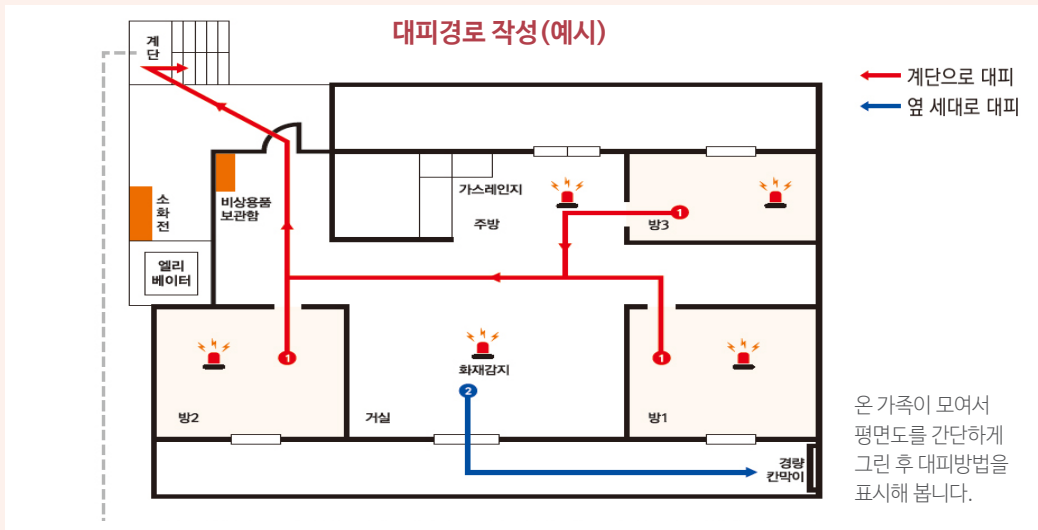 대피경로 작성(예시)
계
단
계단으로 대피
옆 세대로 대피
소
화
전
비상용품
보관함
가스레인지
주방
방3
1
엘리
베이터
1
1
화재감지
2
방2
거실
방1
경량
칸막이
온 가족이 모여서
평면도를 간단하게
그린 후 대피방법을
표시해 봅니다.